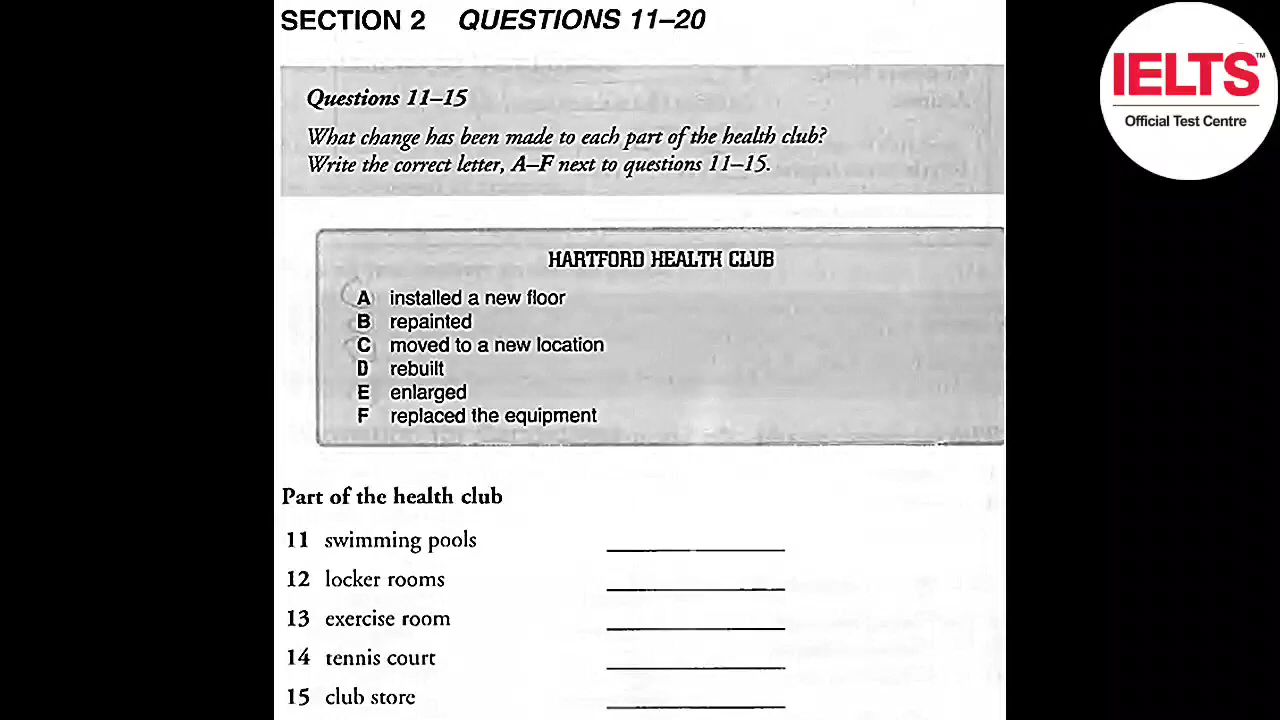 SECTION 2 QUESTIONS 11–20
IELTS™
Official Test Centre
Questions 11–15
What change has been made to each part of the health club?
Write the correct letter, A–F next to questions 11–15.
HARTFORD HEALTH CLUB
A installed a new floor
B repainted
C moved to a new location
D rebuilt
E enlarged
F replaced the equipment
Part of the health club
11 swimming pools
12 locker rooms
13 exercise room
14 tennis court
15 club store